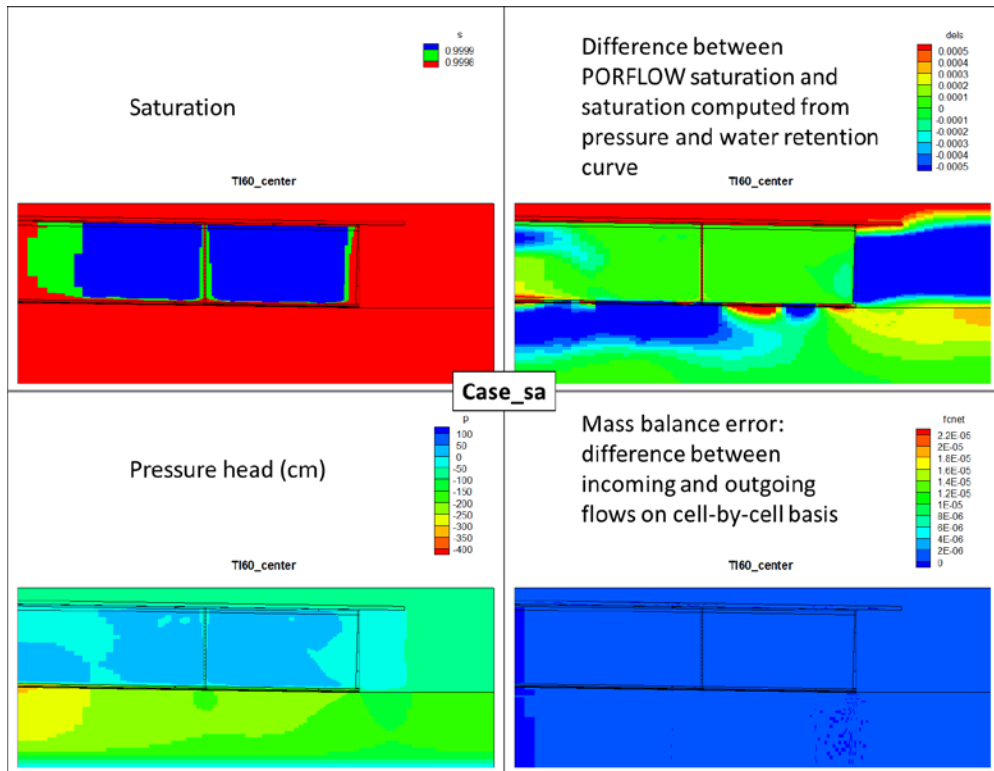 s
0.9999
0.9998
Saturation
TI60_center
dels
0.0005
0.0004
0.0003
0.0002
0.0001
0
-0.0001
-0.0002
-0.0003
-0.0004
-0.0005
Difference between
PORFLOW saturation and
saturation computed from
pressure and water retention
curve
TI60_center
Case_sa
p
100
50
0
-50
-100
-150
-200
-250
-300
-350
-400
Pressure head (cm)
TI60_center
fcnet
2.2E-05
2E-05
1.8E-05
1.6E-05
1.4E-05
1.2E-05
1E-05
8E-06
6E-06
4E-06
2E-06
0
Mass balance error:
difference between
incoming and outgoing
flows on cell-by-cell basis
TI60_center